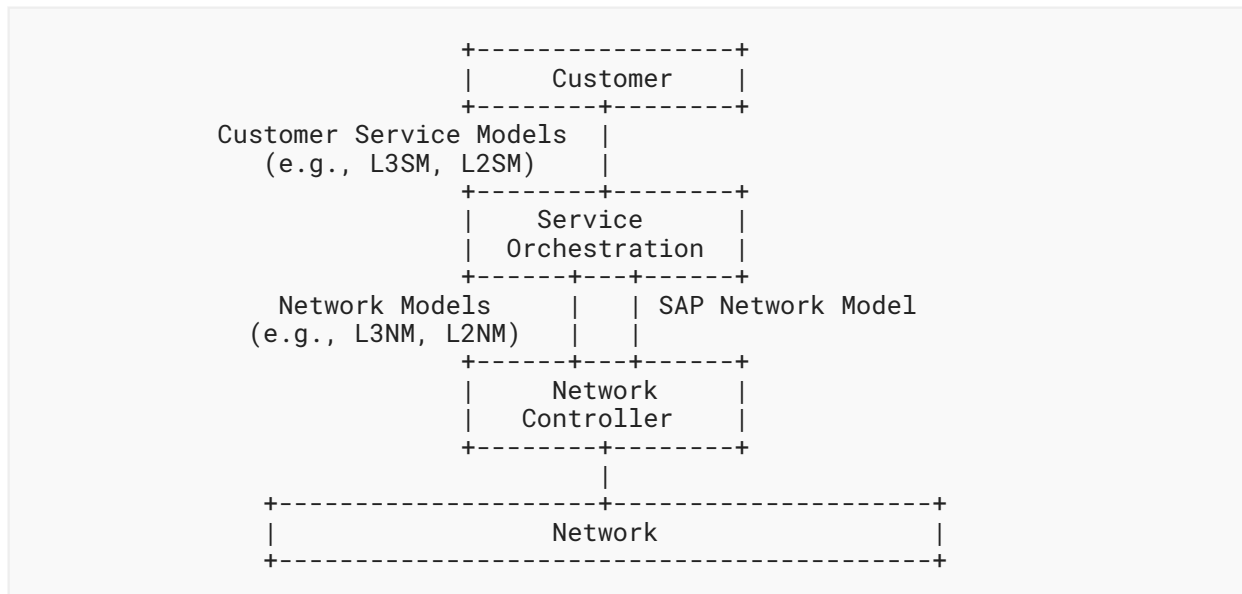 +-----------------+
|     Customer    |
+--------+--------+
Customer Service Models  |
(e.g., L3SM, L2SM)    |
+--------+--------+
|    Service      |
|  Orchestration  |
+------+---+------+
Network Models     |   | SAP Network Model
(e.g., L3NM, L2NM)   |   |
+------+---+------+
|     Network     |
|   Controller    |
+--------+--------+
|
+---------------------+---------------------+
|                  Network                  |
+-------------------------------------------+